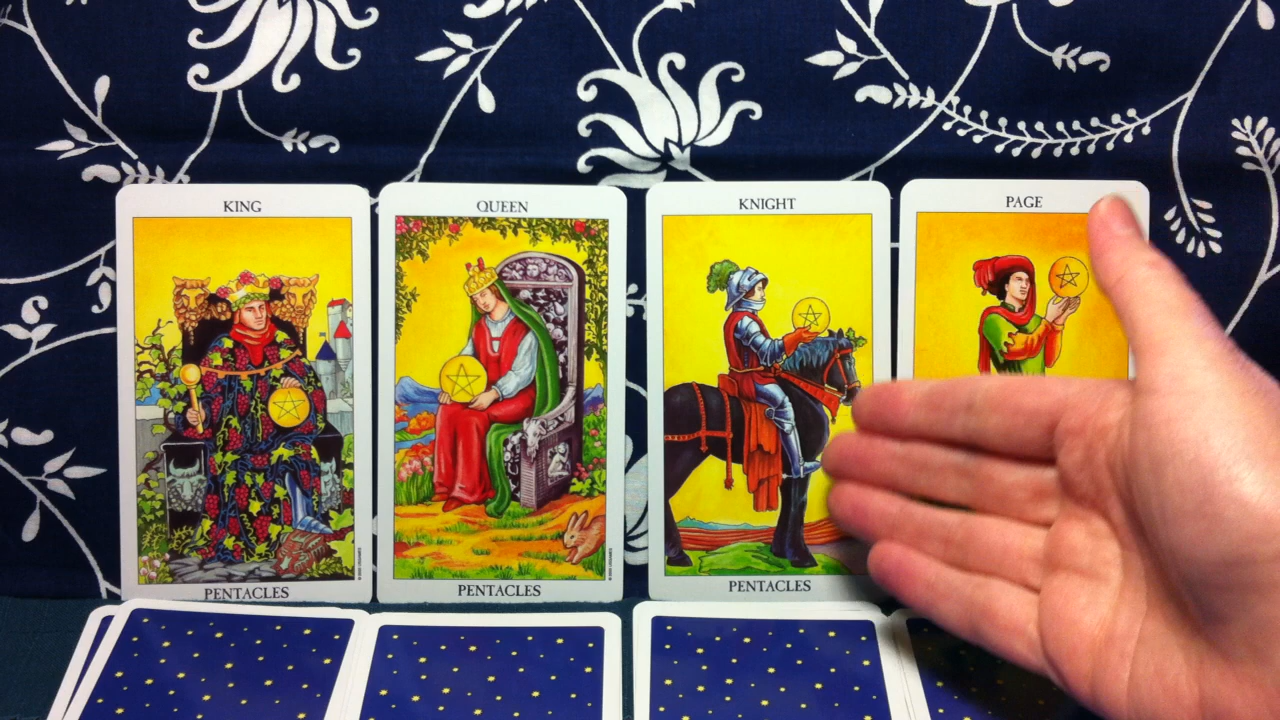 KING
QUEEN
KNIGHT
PAGE
PENTACLES
PENTACLES
PENTACLES